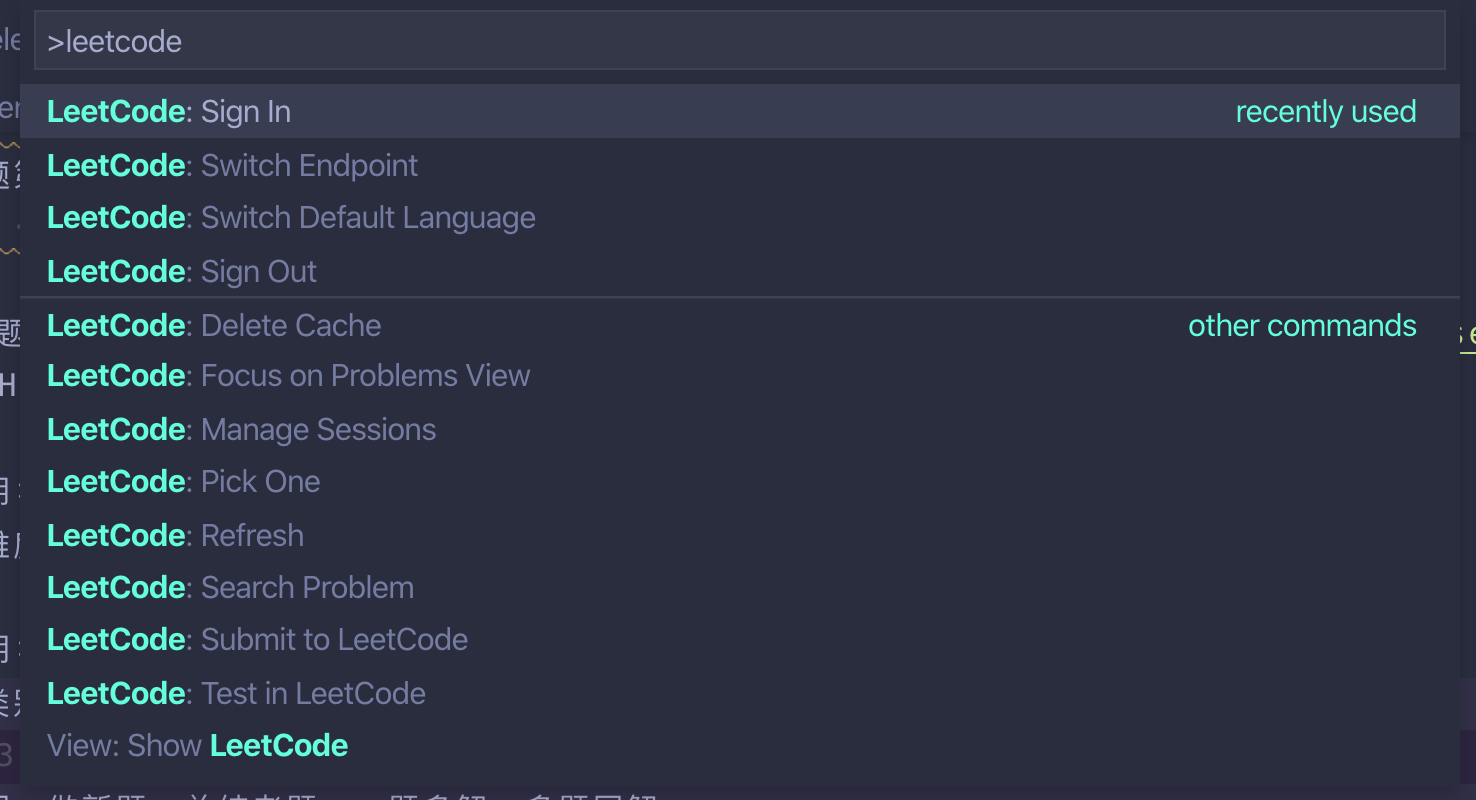 >leetcode
LeetCode: Sign In recently used
LeetCode: Switch Endpoint
LeetCode: Switch Default Language
LeetCode: Sign Out
LeetCode: Delete Cache other commands
LeetCode: Focus on Problems View
LeetCode: Manage Sessions
LeetCode: Pick One
LeetCode: Refresh
LeetCode: Search Problem
LeetCode: Submit to LeetCode
LeetCode: Test in LeetCode
View: Show LeetCode